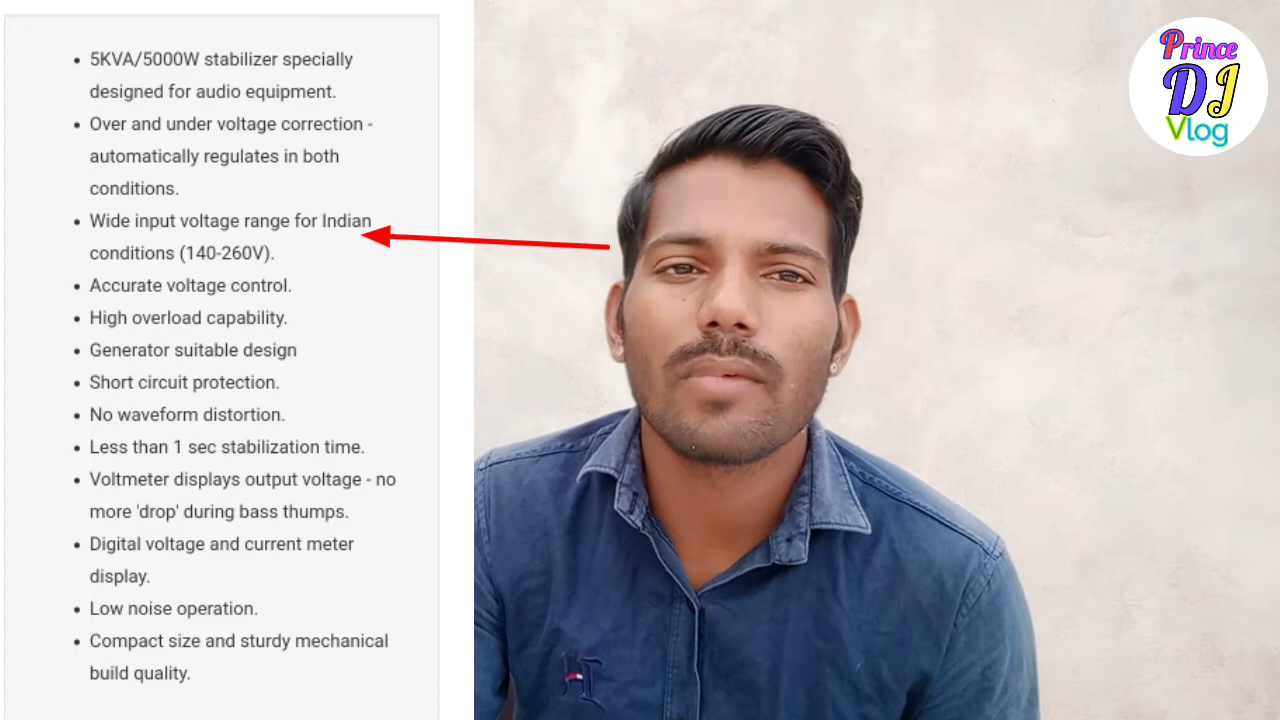 5KVA/5000W stabilizer specially
designed for audio equipment.
Over and under voltage correction -
automatically regulates in both
conditions.
Wide input voltage range for Indian
conditions (140-260V).
Accurate voltage control.
High overload capability.
Generator suitable design
Short circuit protection.
No waveform distortion.
Less than 1 sec stabilization time.
Voltmeter displays output voltage - no
more 'drop' during bass thumps.
Digital voltage and current meter
display.
Low noise operation.
Compact size and sturdy mechanical
build quality.
Prince
DJ
Vlog